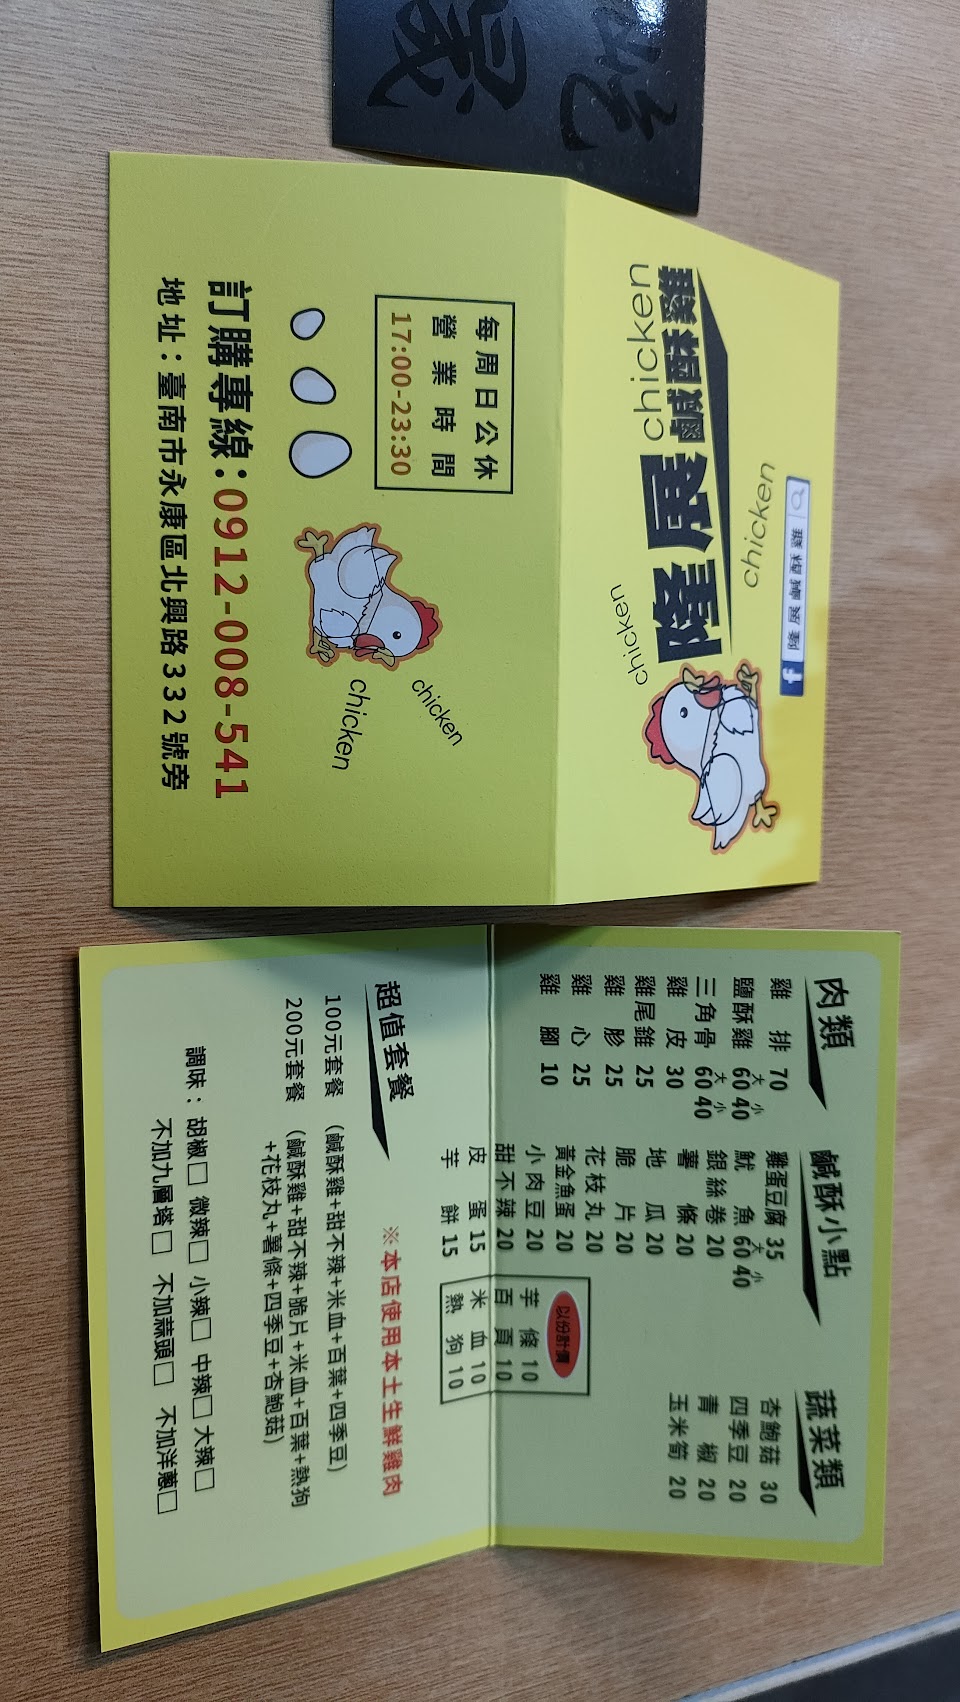 隆展鹹酥雞
chicken
chicken
chicken
隆展鹹酥雞
每周日公休
營業時間
17:00-23:30
chicken
chicken
訂購專線:0912-008-541
地址:臺南市永康區北興路332號旁
肉類
雞排 70
鹽酥雞 大60 小40
三角骨 大60 小40
雞皮 30
雞尾錐 25
雞胗 25
雞心 25
雞腳 10
鹹酥小點
雞蛋豆腐 35
魷魚 大60 小40
銀絲卷 20
薯條 20
地瓜 20
脆片 20
花枝丸 20
黃金魚蛋 20
小肉豆 20
甜不辣 20
皮蛋 15
芋餅 15
以份計價
芋條 10
百頁 10
米血 10
熱狗 10
蔬菜類
杏鮑菇 30
四季豆 20
青椒 20
玉米筍 20
超值套餐
※本店使用本土生鮮雞肉
100元套餐 (鹹酥雞+甜不辣+米血+百葉+四季豆)
200元套餐 (鹹酥雞+甜不辣+脆片+米血+百葉+熱狗
+花枝丸+薯條+四季豆+杏鮑菇)
調味:胡椒□ 微辣□ 小辣□ 中辣□ 大辣□
不加九層塔□ 不加蒜頭□ 不加洋蔥□